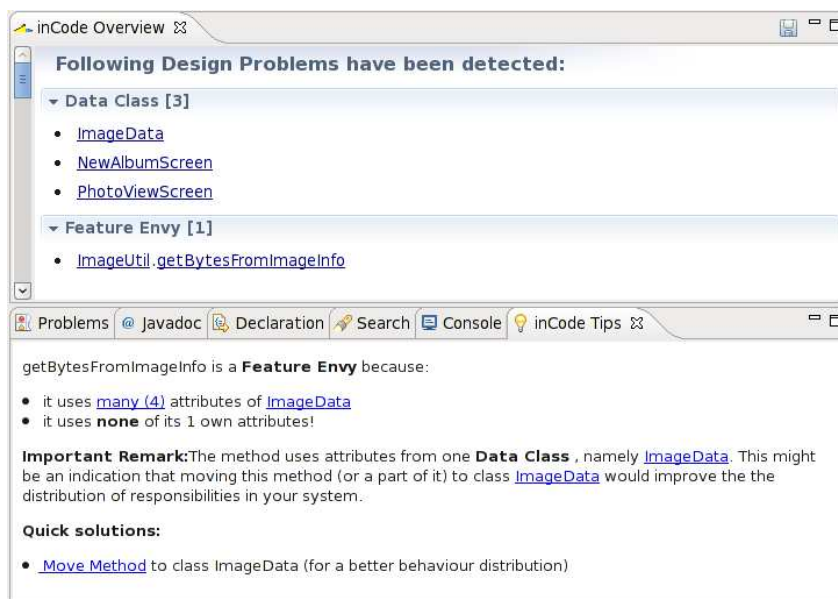 inCode Overview
Following Design Problems have been detected:
Data Class [3]
• ImageData
• NewAlbumScreen
• PhotoViewScreen
Feature Envy [1]
• ImageUtil.getBytesFromImageInfo
Problems @ Javadoc Declaration Search Console inCode Tips
getBytesFromImageInfo is a Feature Envy because:
• it uses many (4) attributes of ImageData
• it uses none of its 1 own attributes!
Important Remark:The method uses attributes from one Data Class , namely ImageData. This might
be an indication that moving this method (or a part of it) to class ImageData would improve the the
distribution of responsibilities in your system.
Quick solutions:
• Move Method to class ImageData (for a better behaviour distribution)